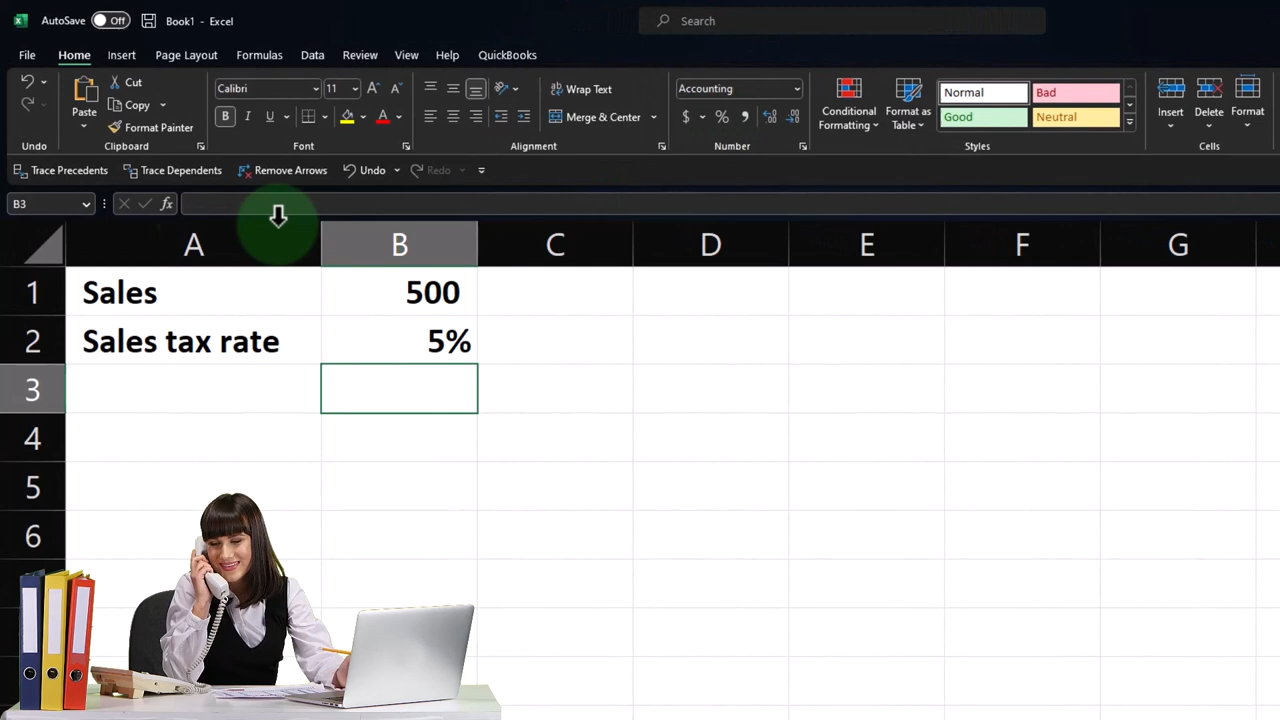 AutoSave Off Book1 - Excel Search
File Home Insert Page Layout Formulas Data Review View Help QuickBooks
Paste Cut Calibri 11 Wrap Text Accounting Conditional Formatting Format as Table Normal Bad Insert Delete Format
Copy B I U A Merge & Center $ % , Good Neutral
Format Painter
Undo Clipboard Font Alignment Number Styles Cells
Trace Precedents Trace Dependents Remove Arrows Undo Redo
B3 fx
A B C D E F G
1 Sales 500
2 Sales tax rate 5%
3
4
5
6